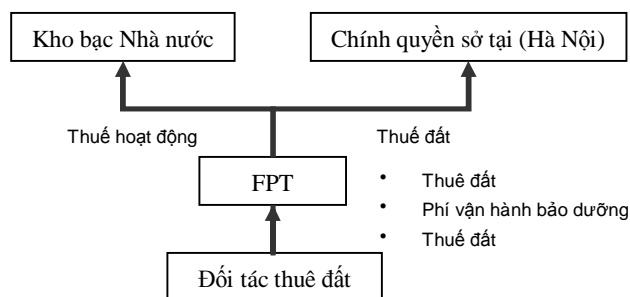 Kho bạc Nhà nước
Chính quyền sở tại (Hà Nội)
Thuế hoạt động
Thuế đất
FPT
• Thuê đất
• Phí vận hành bảo dưỡng
• Thuế đất
Đối tác thuê đất